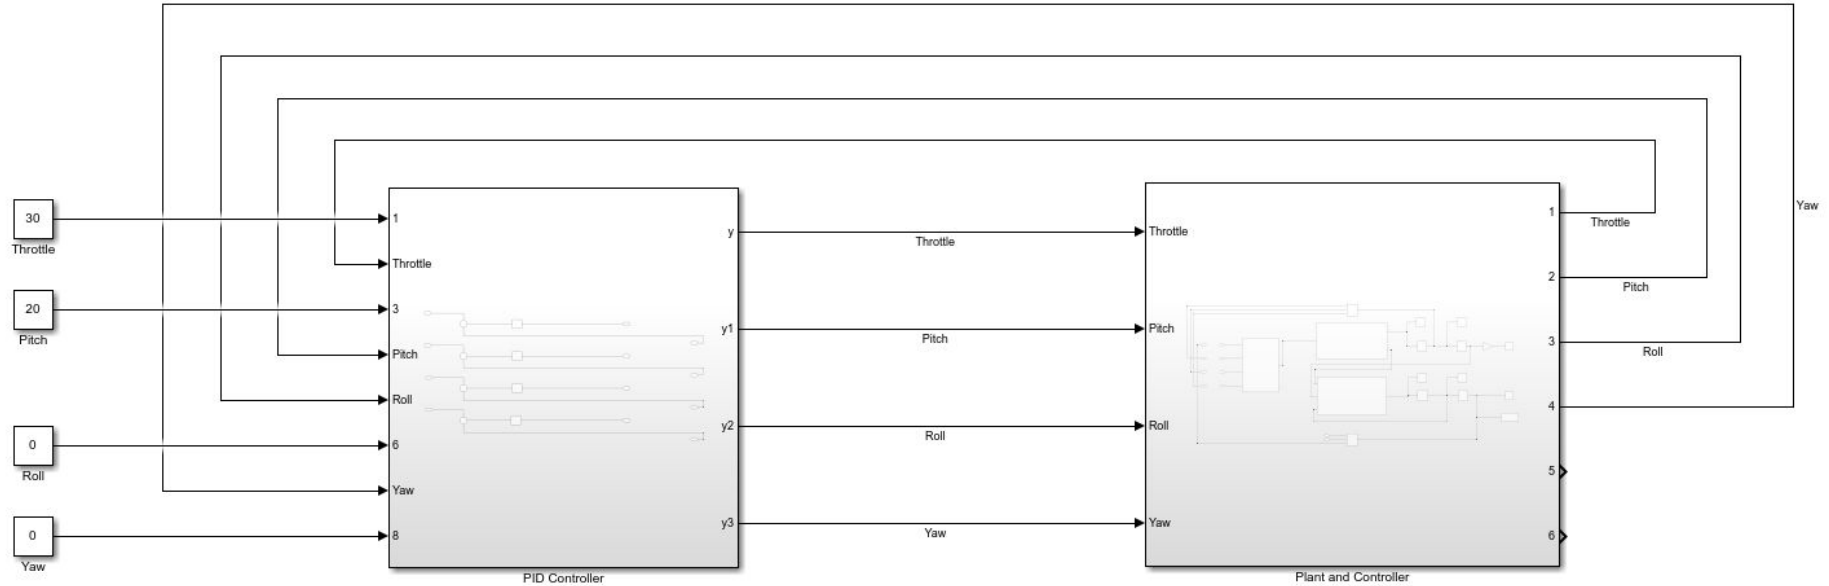 30
Throttle
20
Pitch
0
Roll
0
Yaw
1
Throttle
3
Pitch
Roll
6
Yaw
8
y
y1
y2
y3
PID Controller
Throttle
Pitch
Roll
Yaw
Throttle
Pitch
Roll
Yaw
1
2
3
4
5
6
Plant and Controller
Throttle
Pitch
Roll
Yaw